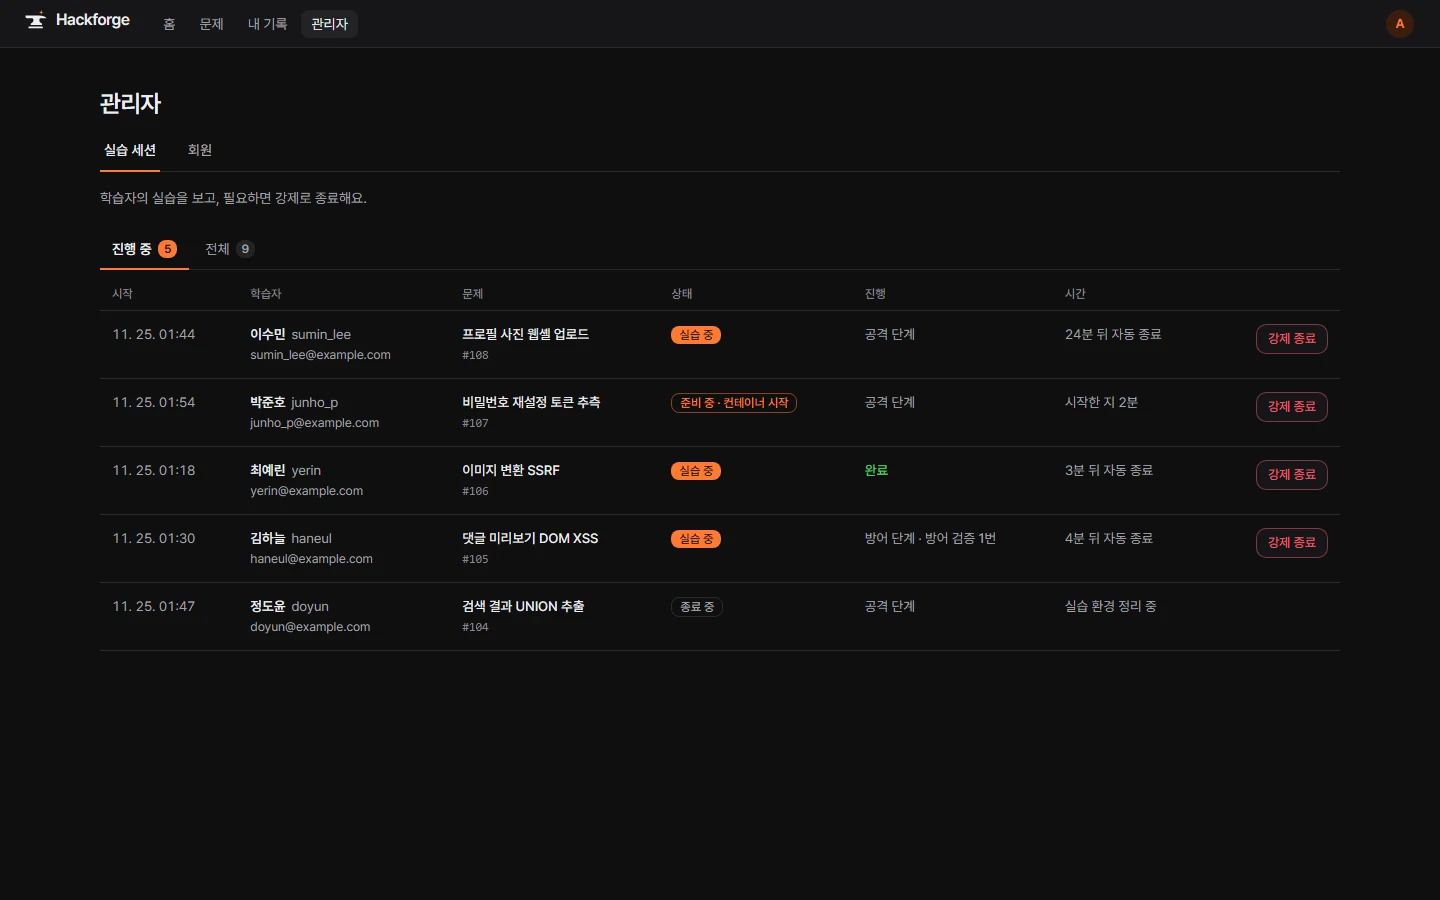 Hackforge 홈 문제 내 기록 관리자 A
관리자
실습 세션 회원
학습자의 실습을 보고, 필요하면 강제로 종료해요.
진행 중 5 전체 9
시작 학습자 문제 상태 진행 시간
11. 25. 01:44 이수민 sumin_lee 프로필 사진 웹셸 업로드 실습 중 공격 단계 24분 뒤 자동 종료 강제 종료
sumin_lee@example.com #108
11. 25. 01:54 박준호 junho_p 비밀번호 재설정 토큰 추측 준비 중 · 컨테이너 시작 공격 단계 시작한 지 2분 강제 종료
junho_p@example.com #107
11. 25. 01:18 최예린 yerin 이미지 변환 SSRF 실습 중 완료 3분 뒤 자동 종료 강제 종료
yerin@example.com #106
11. 25. 01:30 김하늘 haneul 댓글 미리보기 DOM XSS 실습 중 방어 단계 · 방어 검증 1번 4분 뒤 자동 종료 강제 종료
haneul@example.com #105
11. 25. 01:47 정도윤 doyun 검색 결과 UNION 추출 종료 중 공격 단계 실습 환경 정리 중
doyun@example.com #104